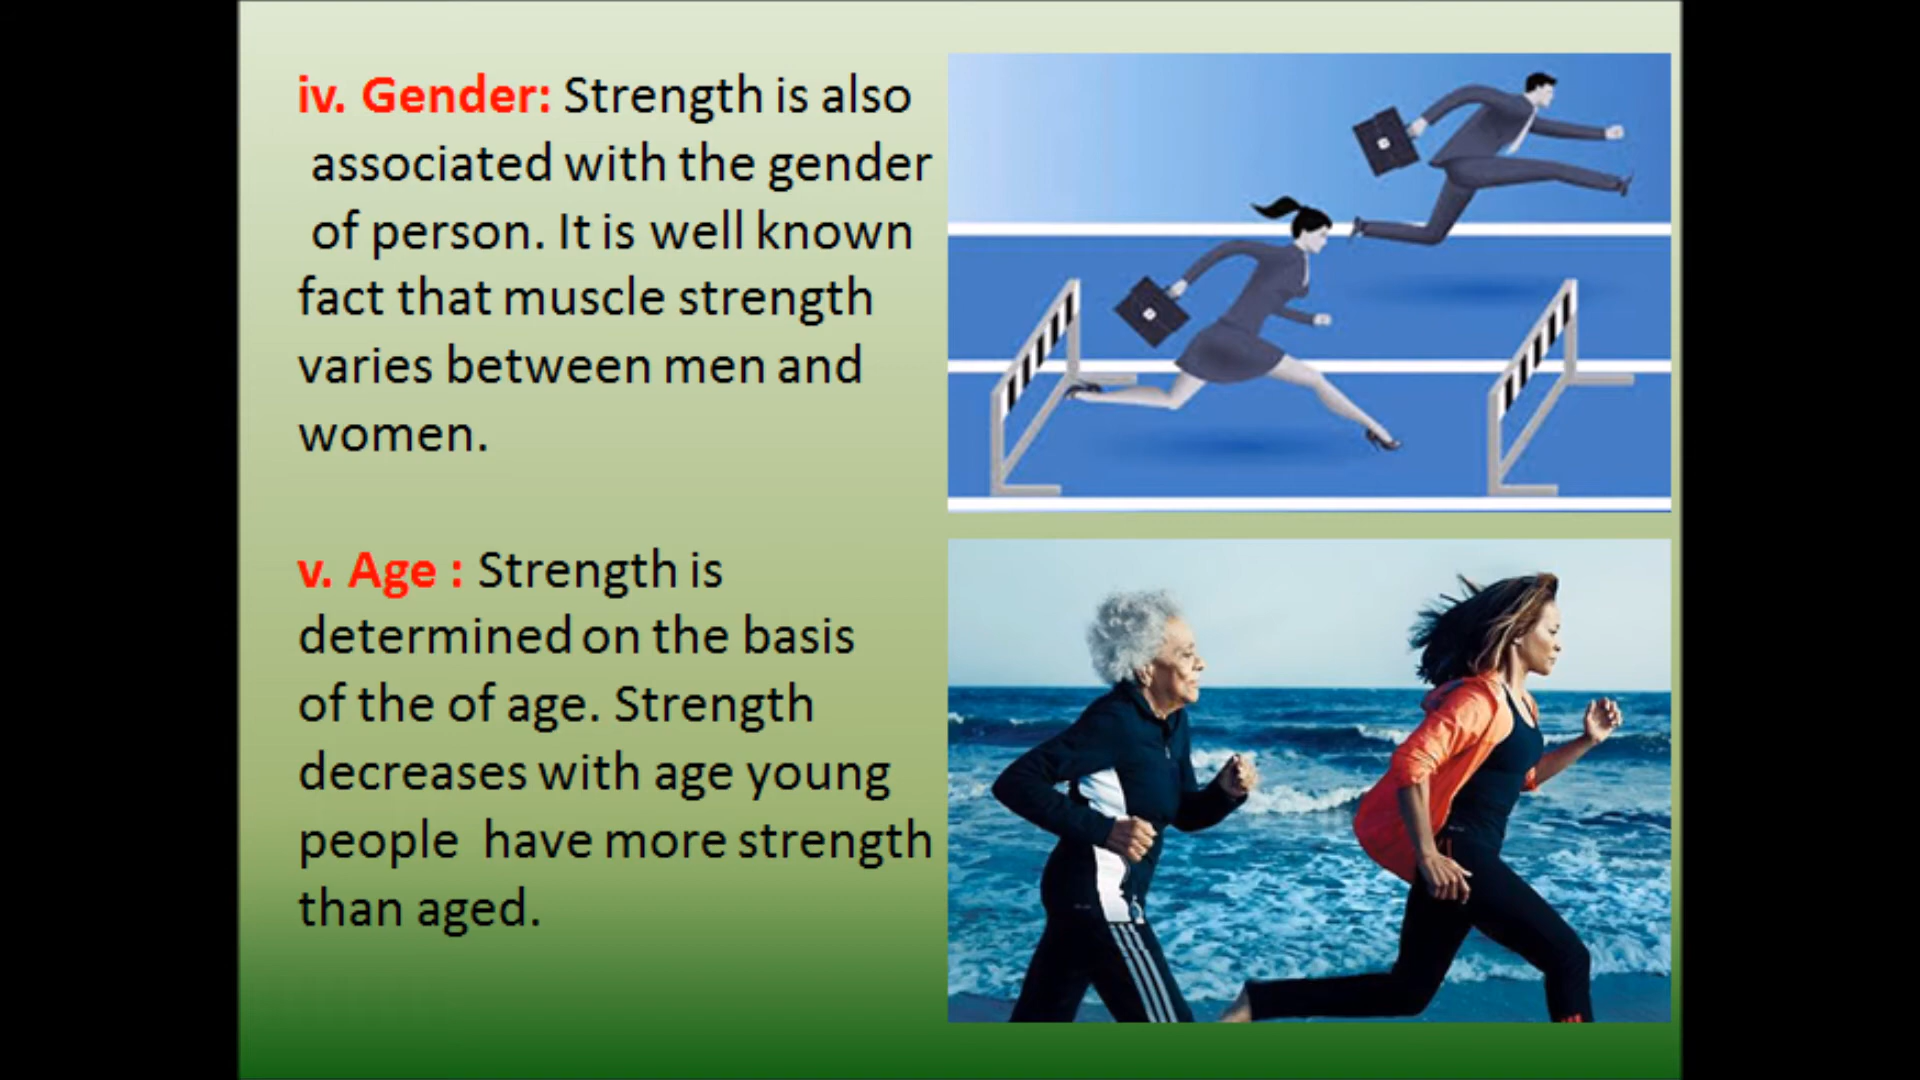 iv. Gender: Strength is also
associated with the gender
of person. It is well known
fact that muscle strength
varies between men and
women.
v. Age : Strength is
determined on the basis
of the of age. Strength
decreases with age young
people have more strength
than aged.